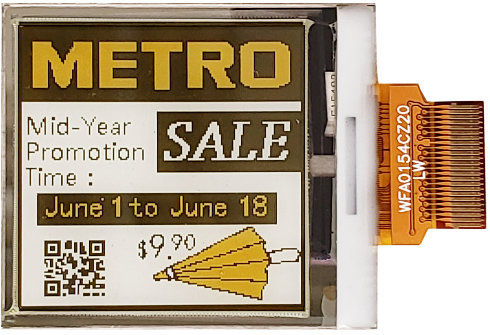 METRO
Mid-Year
Promotion
Time :
SALE
June 1 to June 18
$9.90
WFA0154CZ20
LW